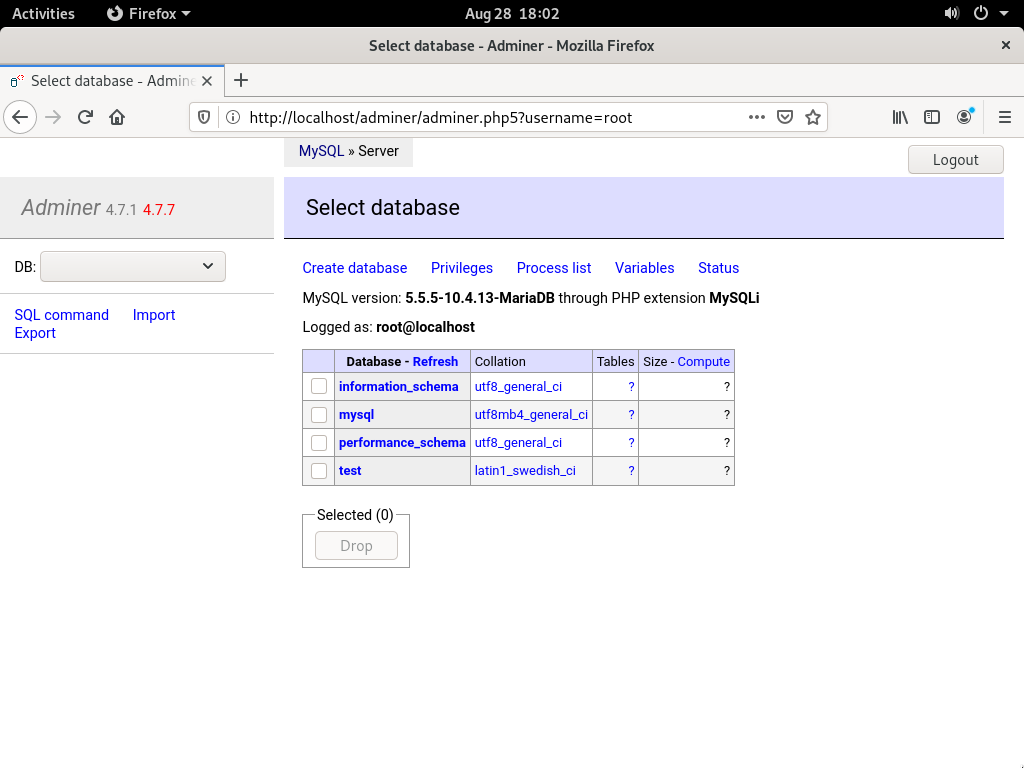 Activities Firefox Aug 28 18:02
Select database - Adminer - Mozilla Firefox
Select database - Admine
http://localhost/adminer/adminer.php5?username=root
MySQL » Server
Logout
Adminer 4.7.1 4.7.7
Select database
DB:
SQL command Import
Export
Create database Privileges Process list Variables Status
MySQL version: 5.5.5-10.4.13-MariaDB through PHP extension MySQLi
Logged as: root@localhost
Database - Refresh Collation Tables Size - Compute
information_schema utf8_general_ci ? ?
mysql utf8mb4_general_ci ? ?
performance_schema utf8_general_ci ? ?
test latin1_swedish_ci ? ?
Selected (0)
Drop